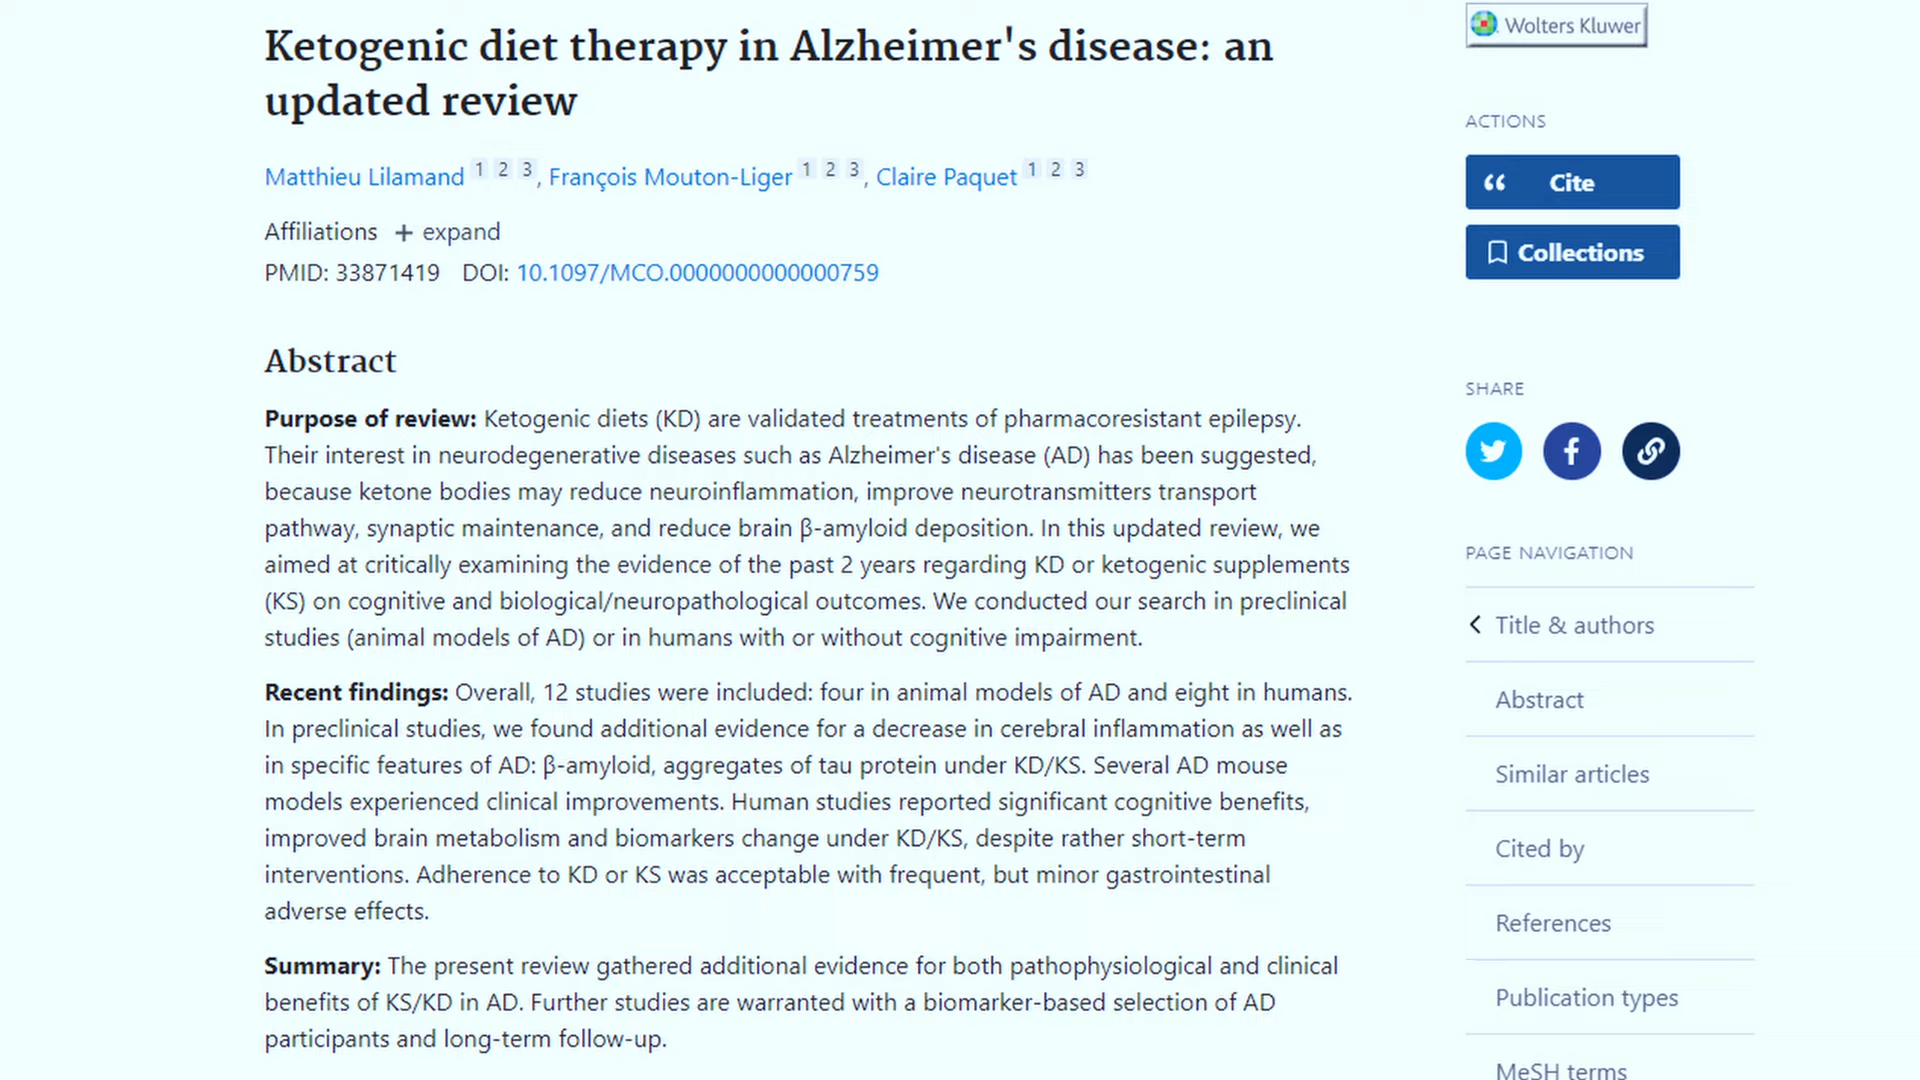 Ketogenic diet therapy in Alzheimer's disease: an
updated review
Matthieu Lilamand 1 2 3, François Mouton-Liger 1 2 3, Claire Paquet 1 2 3
Affiliations + expand
PMID: 33871419 DOI: 10.1097/MCO.0000000000000759
Abstract
Purpose of review: Ketogenic diets (KD) are validated treatments of pharmacoresistant epilepsy.
Their interest in neurodegenerative diseases such as Alzheimer's disease (AD) has been suggested,
because ketone bodies may reduce neuroinflammation, improve neurotransmitters transport
pathway, synaptic maintenance, and reduce brain β-amyloid deposition. In this updated review, we
aimed at critically examining the evidence of the past 2 years regarding KD or ketogenic supplements
(KS) on cognitive and biological/neuropathological outcomes. We conducted our search in preclinical
studies (animal models of AD) or in humans with or without cognitive impairment.
Recent findings: Overall, 12 studies were included: four in animal models of AD and eight in humans.
In preclinical studies, we found additional evidence for a decrease in cerebral inflammation as well as
in specific features of AD: β-amyloid, aggregates of tau protein under KD/KS. Several AD mouse
models experienced clinical improvements. Human studies reported significant cognitive benefits,
improved brain metabolism and biomarkers change under KD/KS, despite rather short-term
interventions. Adherence to KD or KS was acceptable with frequent, but minor gastrointestinal
adverse effects.
Summary: The present review gathered additional evidence for both pathophysiological and clinical
benefits of KS/KD in AD. Further studies are warranted with a biomarker-based selection of AD
participants and long-term follow-up.
Wolters Kluwer
ACTIONS
Cite
Collections
SHARE
PAGE NAVIGATION
Title & authors
Abstract
Similar articles
Cited by
References
Publication types
MeSH terms